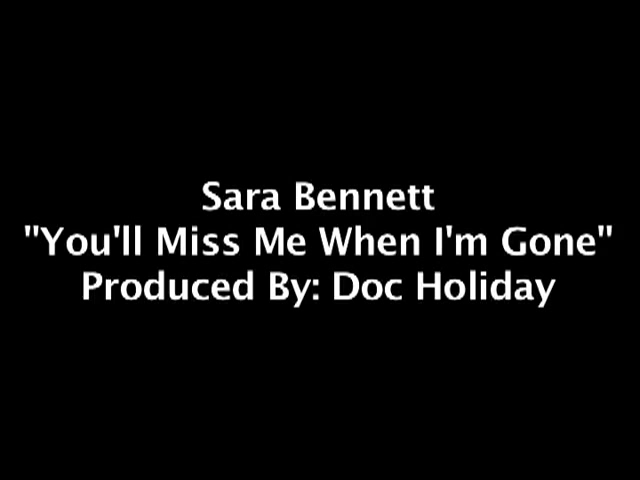 Sara Bennett
"You'll Miss Me When I'm Gone"
Produced By: Doc Holiday